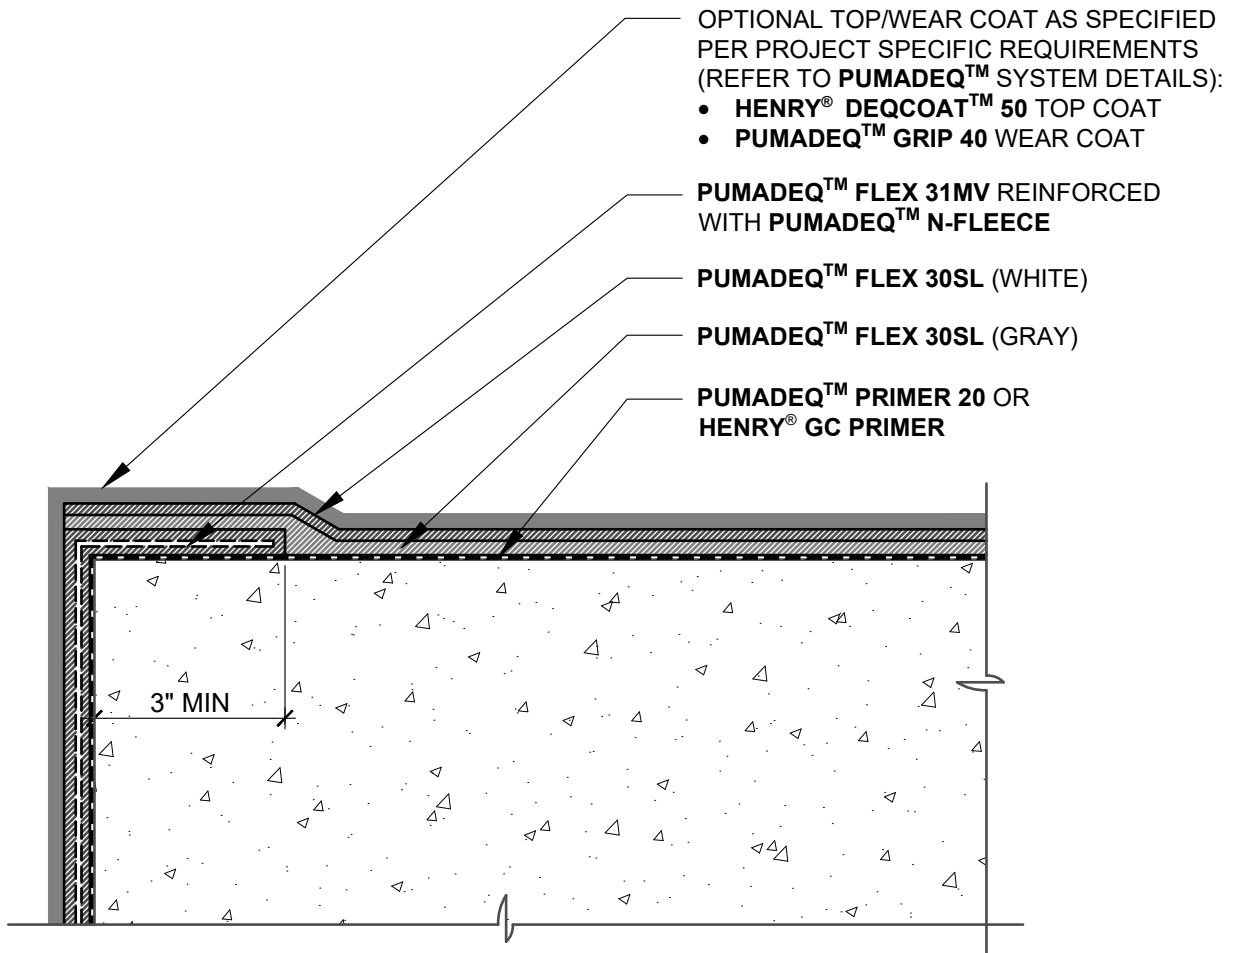 OPTIONAL TOP/WEAR COAT AS SPECIFIED
PER PROJECT SPECIFIC REQUIREMENTS
(REFER TO PUMADEQ™ SYSTEM DETAILS):
• HENRY® DEQCOAT™ 50 TOP COAT
• PUMADEQ™ GRIP 40 WEAR COAT
PUMADEQ™ FLEX 31MV REINFORCED
WITH PUMADEQ™ N-FLEECE
PUMADEQ™ FLEX 30SL (WHITE)
PUMADEQ™ FLEX 30SL (GRAY)
PUMADEQ™ PRIMER 20 OR
HENRY® GC PRIMER
3" MIN